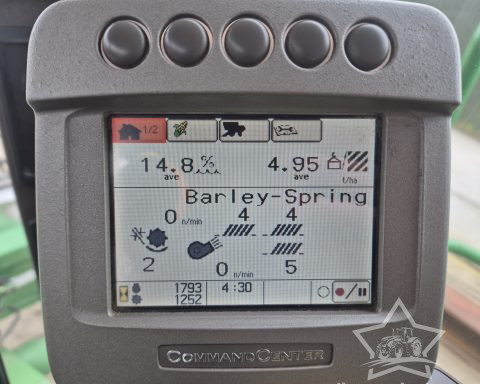 1/2
14.8 % 4.95
ave ave t/ha
Barley-Spring
0 n/min 4 4
2 0 n/min 5
1793 4:30
1252
COMMANDCENTER